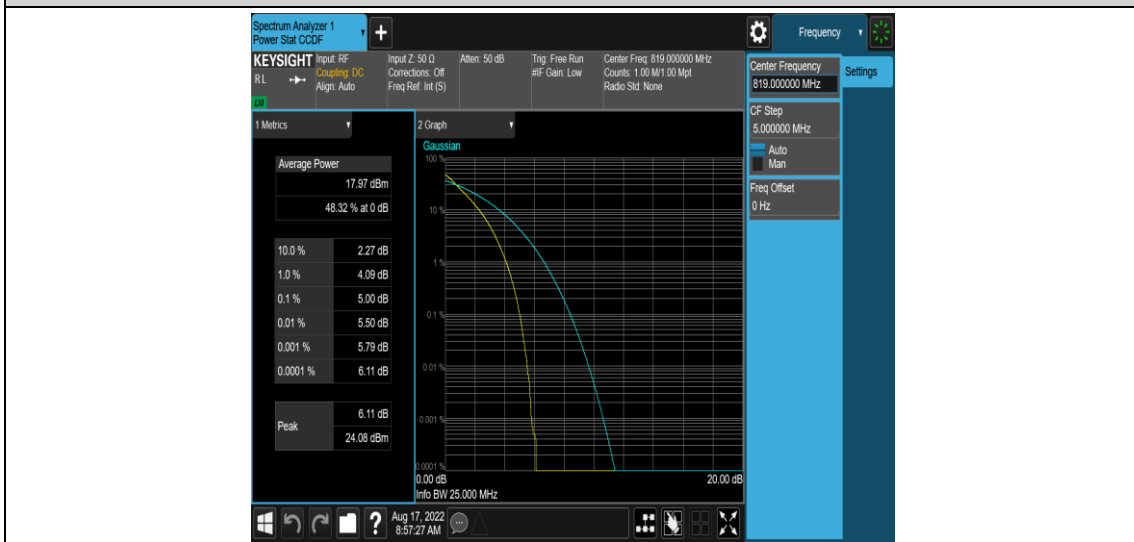 Spectrum Analyzer 1
Power Stat CCDF
+
Frequency
KEYSIGHT
RL
Input: RF
Coupling: DC
Align: Auto
Input Z: 50 Ω
Corrections: Off
Freq Ref: Int (S)
Atten: 50 dB
Trig: Free Run
#IF Gain: Low
Center Freq: 819.000000 MHz
Counts: 1.00 M/1.00 Mpt
Radio Std: None
Center Frequency
819.000000 MHz
Settings
CF Step
5.000000 MHz
Auto
Man
Freq Offset
0 Hz
1 Metrics
Average Power
17.97 dBm
48.32 % at 0 dB
10.0 % 2.27 dB
1.0 % 4.09 dB
0.1 % 5.00 dB
0.01 % 5.50 dB
0.001 % 5.79 dB
0.0001 % 6.11 dB
Peak
6.11 dB
24.08 dBm
2 Graph
Gaussian
100 %
10 %
1 %
0.1 %
0.01 %
0.001 %
0.0001 %
0.00 dB 20.00 dB
Info BW 25.000 MHz
?
Aug 17, 2022
8:57:27 AM